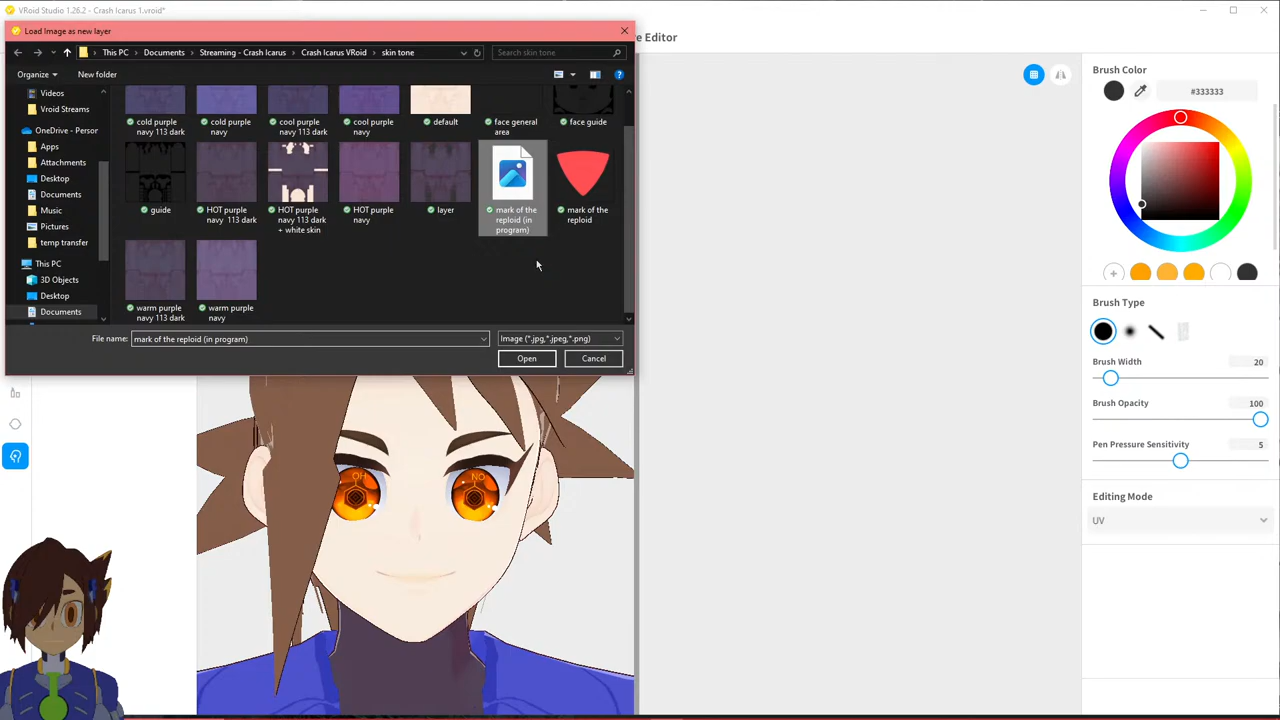 VRoid Studio 1.26.2 - Crash Icarus 1.vroid*
Load Image as new layer
re Editor
This PC
Documents
Streaming - Crash Icarus
Crash Icarus VRoid
skin tone
Search skin tone
Organize
New folder
Videos
Vroid Streams
OneDrive - Person
Apps
Attachments
Desktop
Documents
Music
Pictures
temp transfer
This PC
3D Objects
Desktop
Documents
cold purple
navy 113 dark
cold purple
navy
cool purple
navy 113 dark
cool purple
navy
default
face general
area
face guide
guide
HOT purple
navy 113 dark
HOT purple
navy 113 dark
+ white skin
HOT purple
navy
layer
mark of the
reploid (in
program)
mark of the
reploid
warm purple
navy 113 dark
warm purple
navy
File name:
mark of the reploid (in program)
Image (*.jpg,*.jpeg,*.png)
Open
Cancel
OH
NO
Brush Color
#333333
Brush Type
Brush Width
20
Brush Opacity
100
Pen Pressure Sensitivity
5
Editing Mode
UV